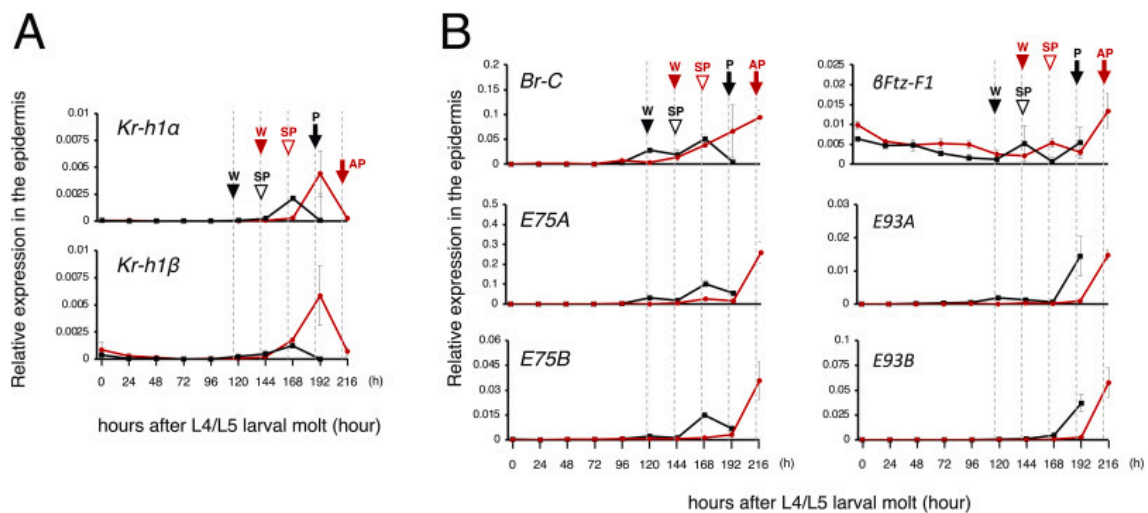 A
Relative expression in the epidermis
Kr-h1α
0.01
0.0075
0.005
0.0025
0
W SP P AP
W SP
Kr-h1β
0.01
0.0075
0.005
0.0025
0
0 24 48 72 96 120 144 168 192 216 (h)
hours after L4/L5 larval molt (hour)
B
Relative expression in the epidermis
Br-C
0.2
0.15
0.1
0.05
0
W SP P AP
W SP
βFtz-F1
0.025
0.02
0.015
0.01
0.005
0
W SP P AP
W SP
E75A
0.5
0.4
0.3
0.2
0.1
0
E93A
0.03
0.02
0.01
0
E75B
0.06
0.045
0.03
0.015
0
0 24 48 72 96 120 144 168 192 216 (h)
E93B
0.1
0.075
0.05
0.025
0
0 24 48 72 96 120 144 168 192 216 (h)
hours after L4/L5 larval molt (hour)